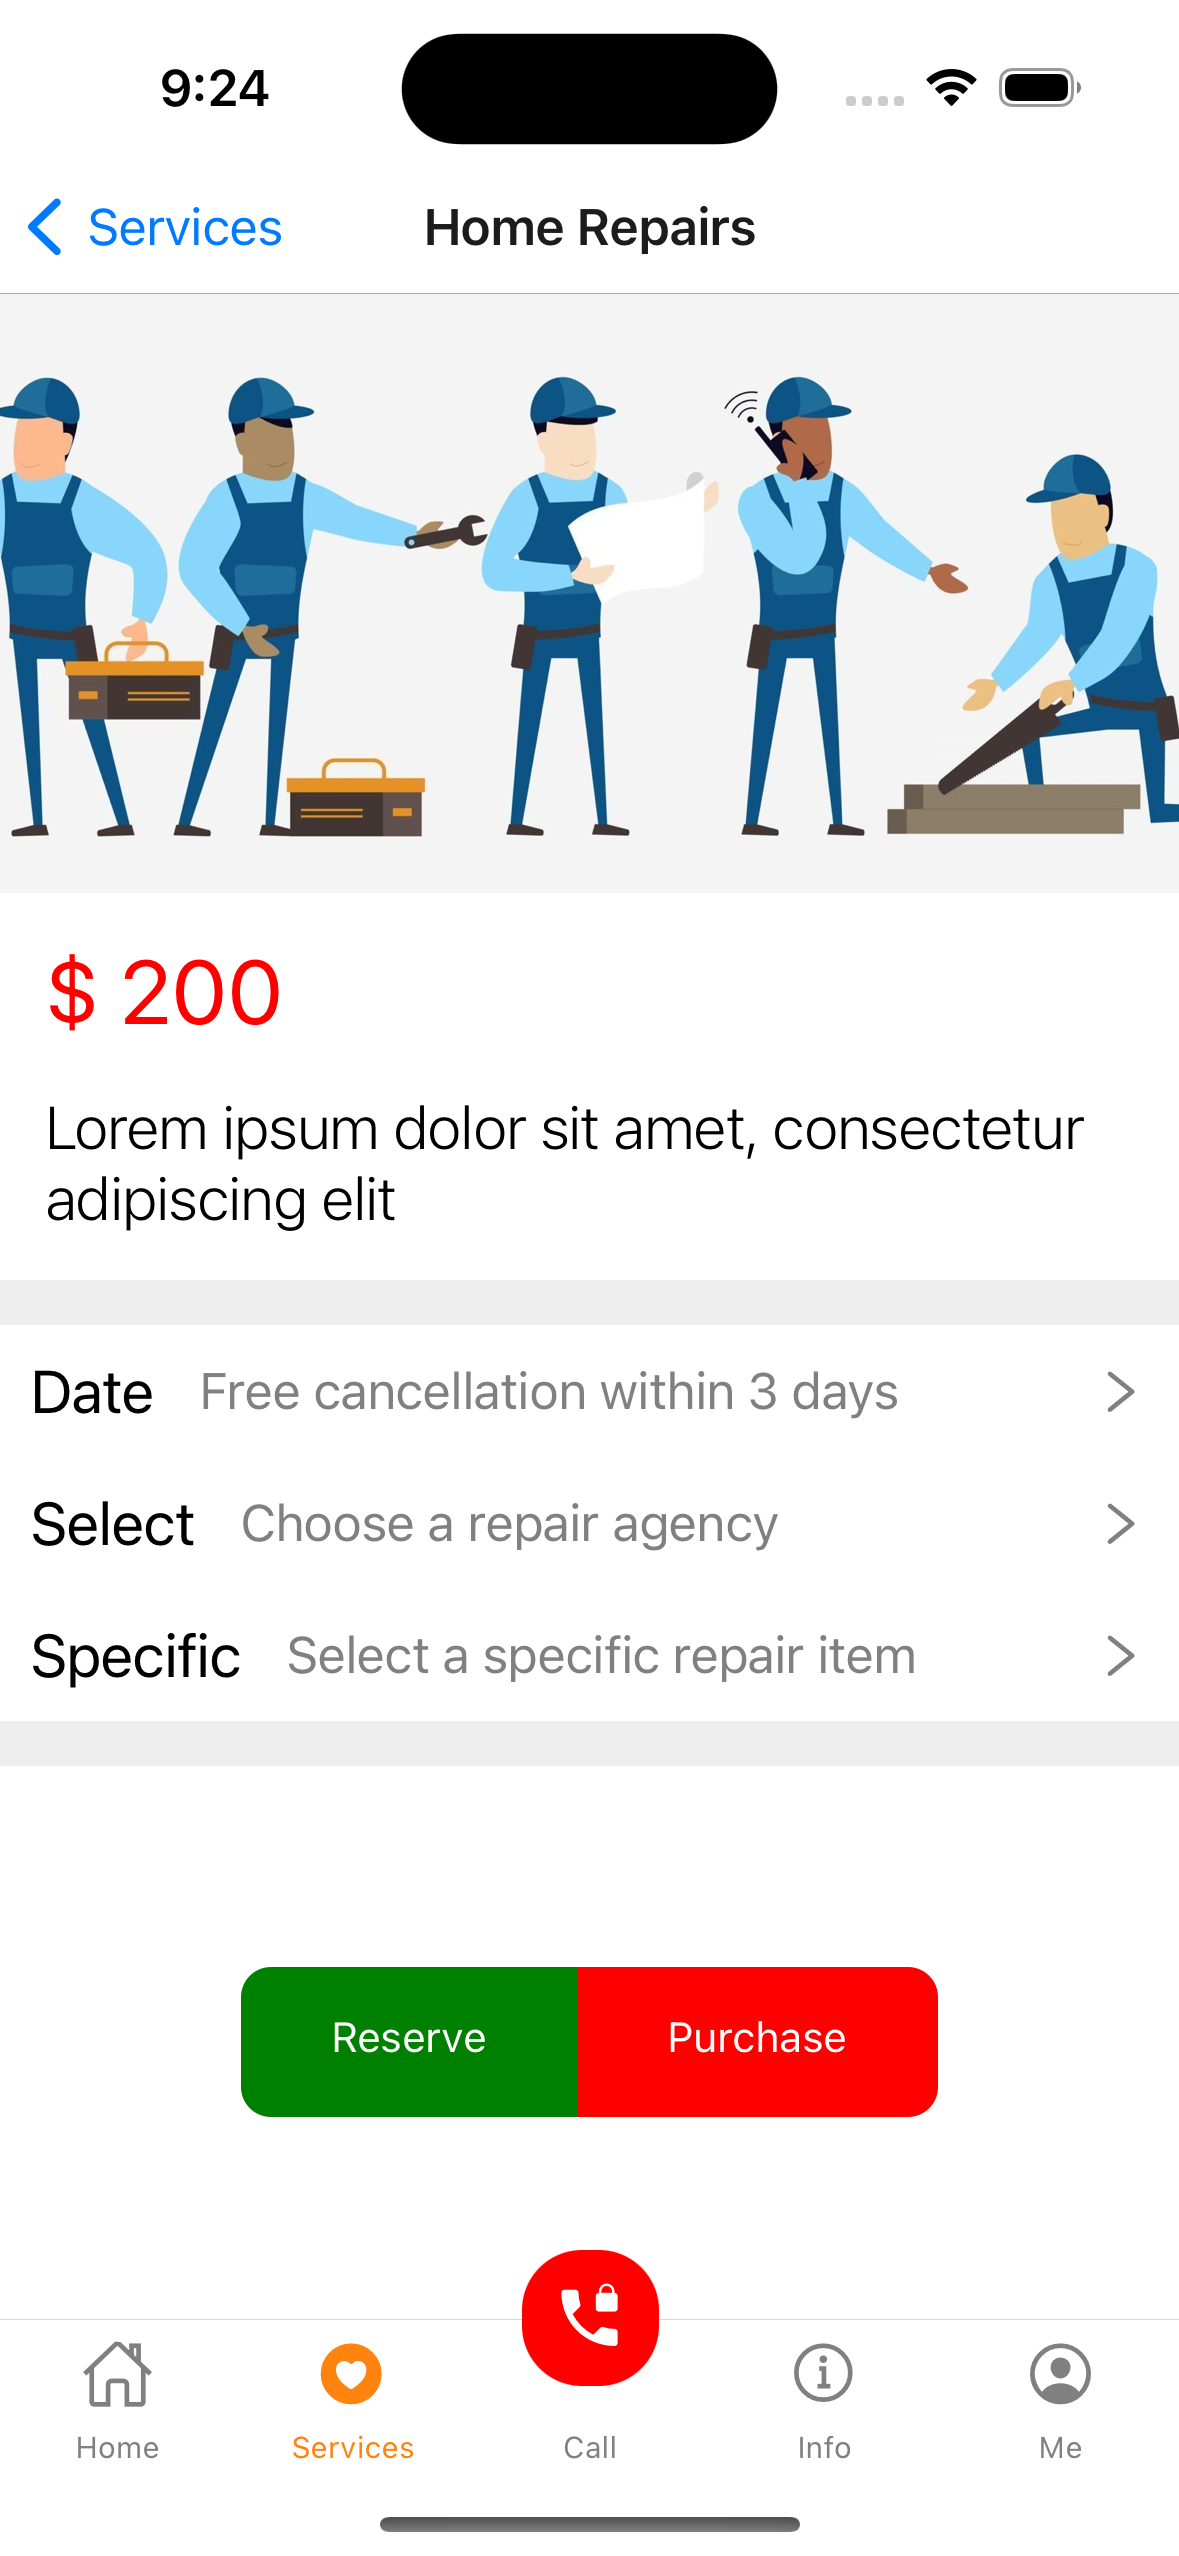 9:24
Services
Home Repairs
$ 200
Lorem ipsum dolor sit amet, consectetur
adipiscing elit
Date Free cancellation within 3 days
Select Choose a repair agency
Specific Select a specific repair item
Reserve Purchase
Home Services Call Info Me